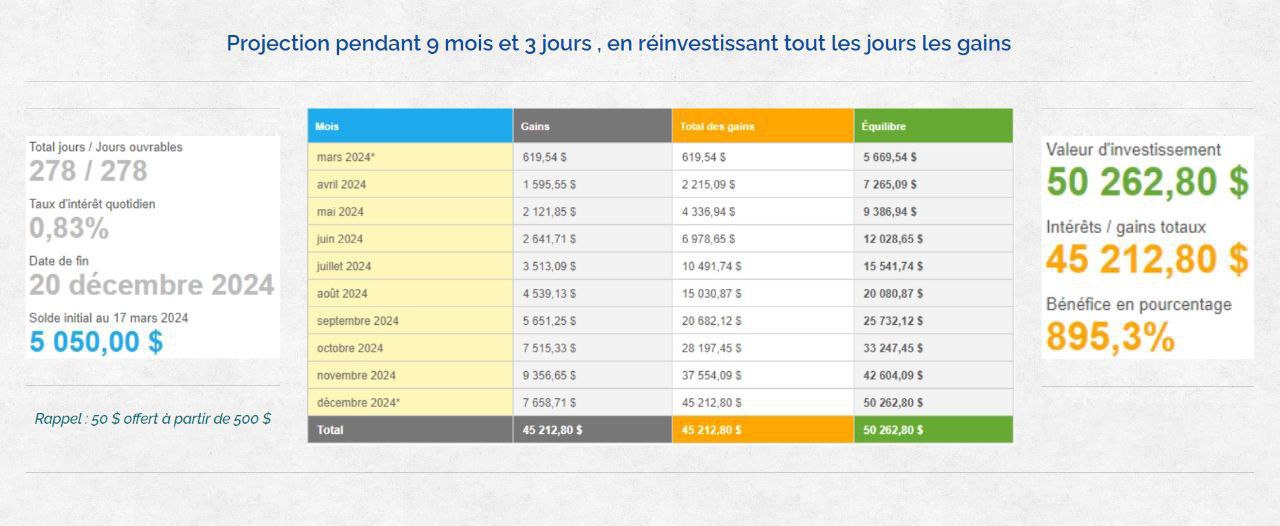 Projection pendant 9 mois et 3 jours , en réinvestissant tout les jours les gains
Total jours / Jours ouvrables
278 / 278
Taux d'intérêt quotidien
0,83%
Date de fin
20 décembre 2024
Solde initial au 17 mars 2024
5 050,00 $
Rappel : 50 $ offert à partir de 500 $
Mois Gains Total des gains Équilibre
mars 2024* 619,54 $ 619,54 $ 5 669,54 $
avril 2024 1 595,55 $ 2 215,09 $ 7 265,09 $
mai 2024 2 121,85 $ 4 336,94 $ 9 386,94 $
juin 2024 2 641,71 $ 6 978,65 $ 12 028,65 $
juillet 2024 3 513,09 $ 10 491,74 $ 15 541,74 $
août 2024 4 539,13 $ 15 030,87 $ 20 080,87 $
septembre 2024 5 651,25 $ 20 682,12 $ 25 732,12 $
octobre 2024 7 515,33 $ 28 197,45 $ 33 247,45 $
novembre 2024 9 356,65 $ 37 554,09 $ 42 604,09 $
décembre 2024* 7 658,71 $ 45 212,80 $ 50 262,80 $
Total 45 212,80 $ 45 212,80 $ 50 262,80 $
Valeur d'investissement
50 262,80 $
Intérêts / gains totaux
45 212,80 $
Bénéfice en pourcentage
895,3%